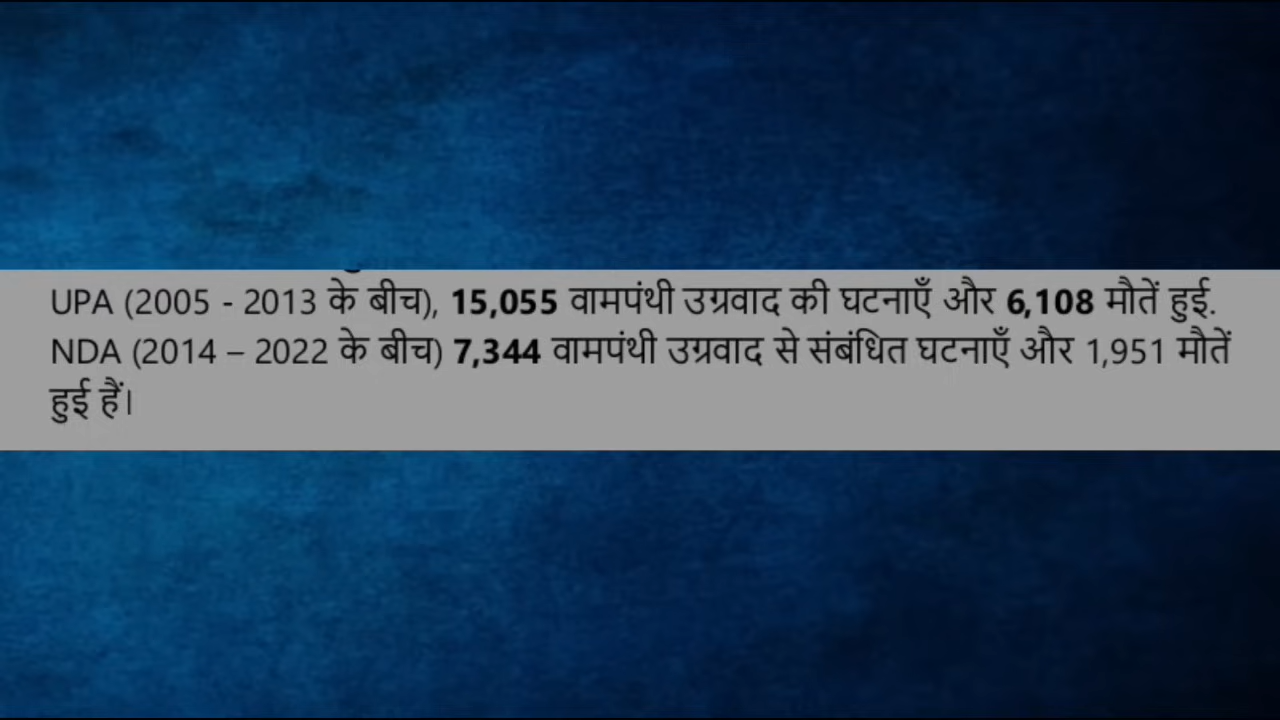 UPA (2005 - 2013 के बीच), 15,055 वामपंथी उग्रवाद की घटनाएँ और 6,108 मौतें हुई.
NDA (2014 – 2022 के बीच) 7,344 वामपंथी उग्रवाद से संबंधित घटनाएँ और 1,951 मौतें
हुई हैं।